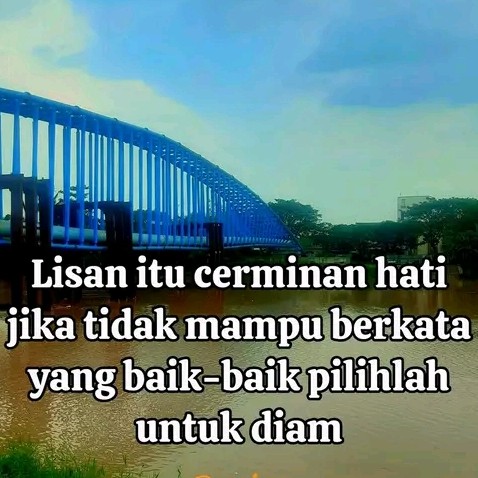 Lisan itu cerminan hati
jika tidak mampu berkata
yang baik-baik pilihlah
untuk diam